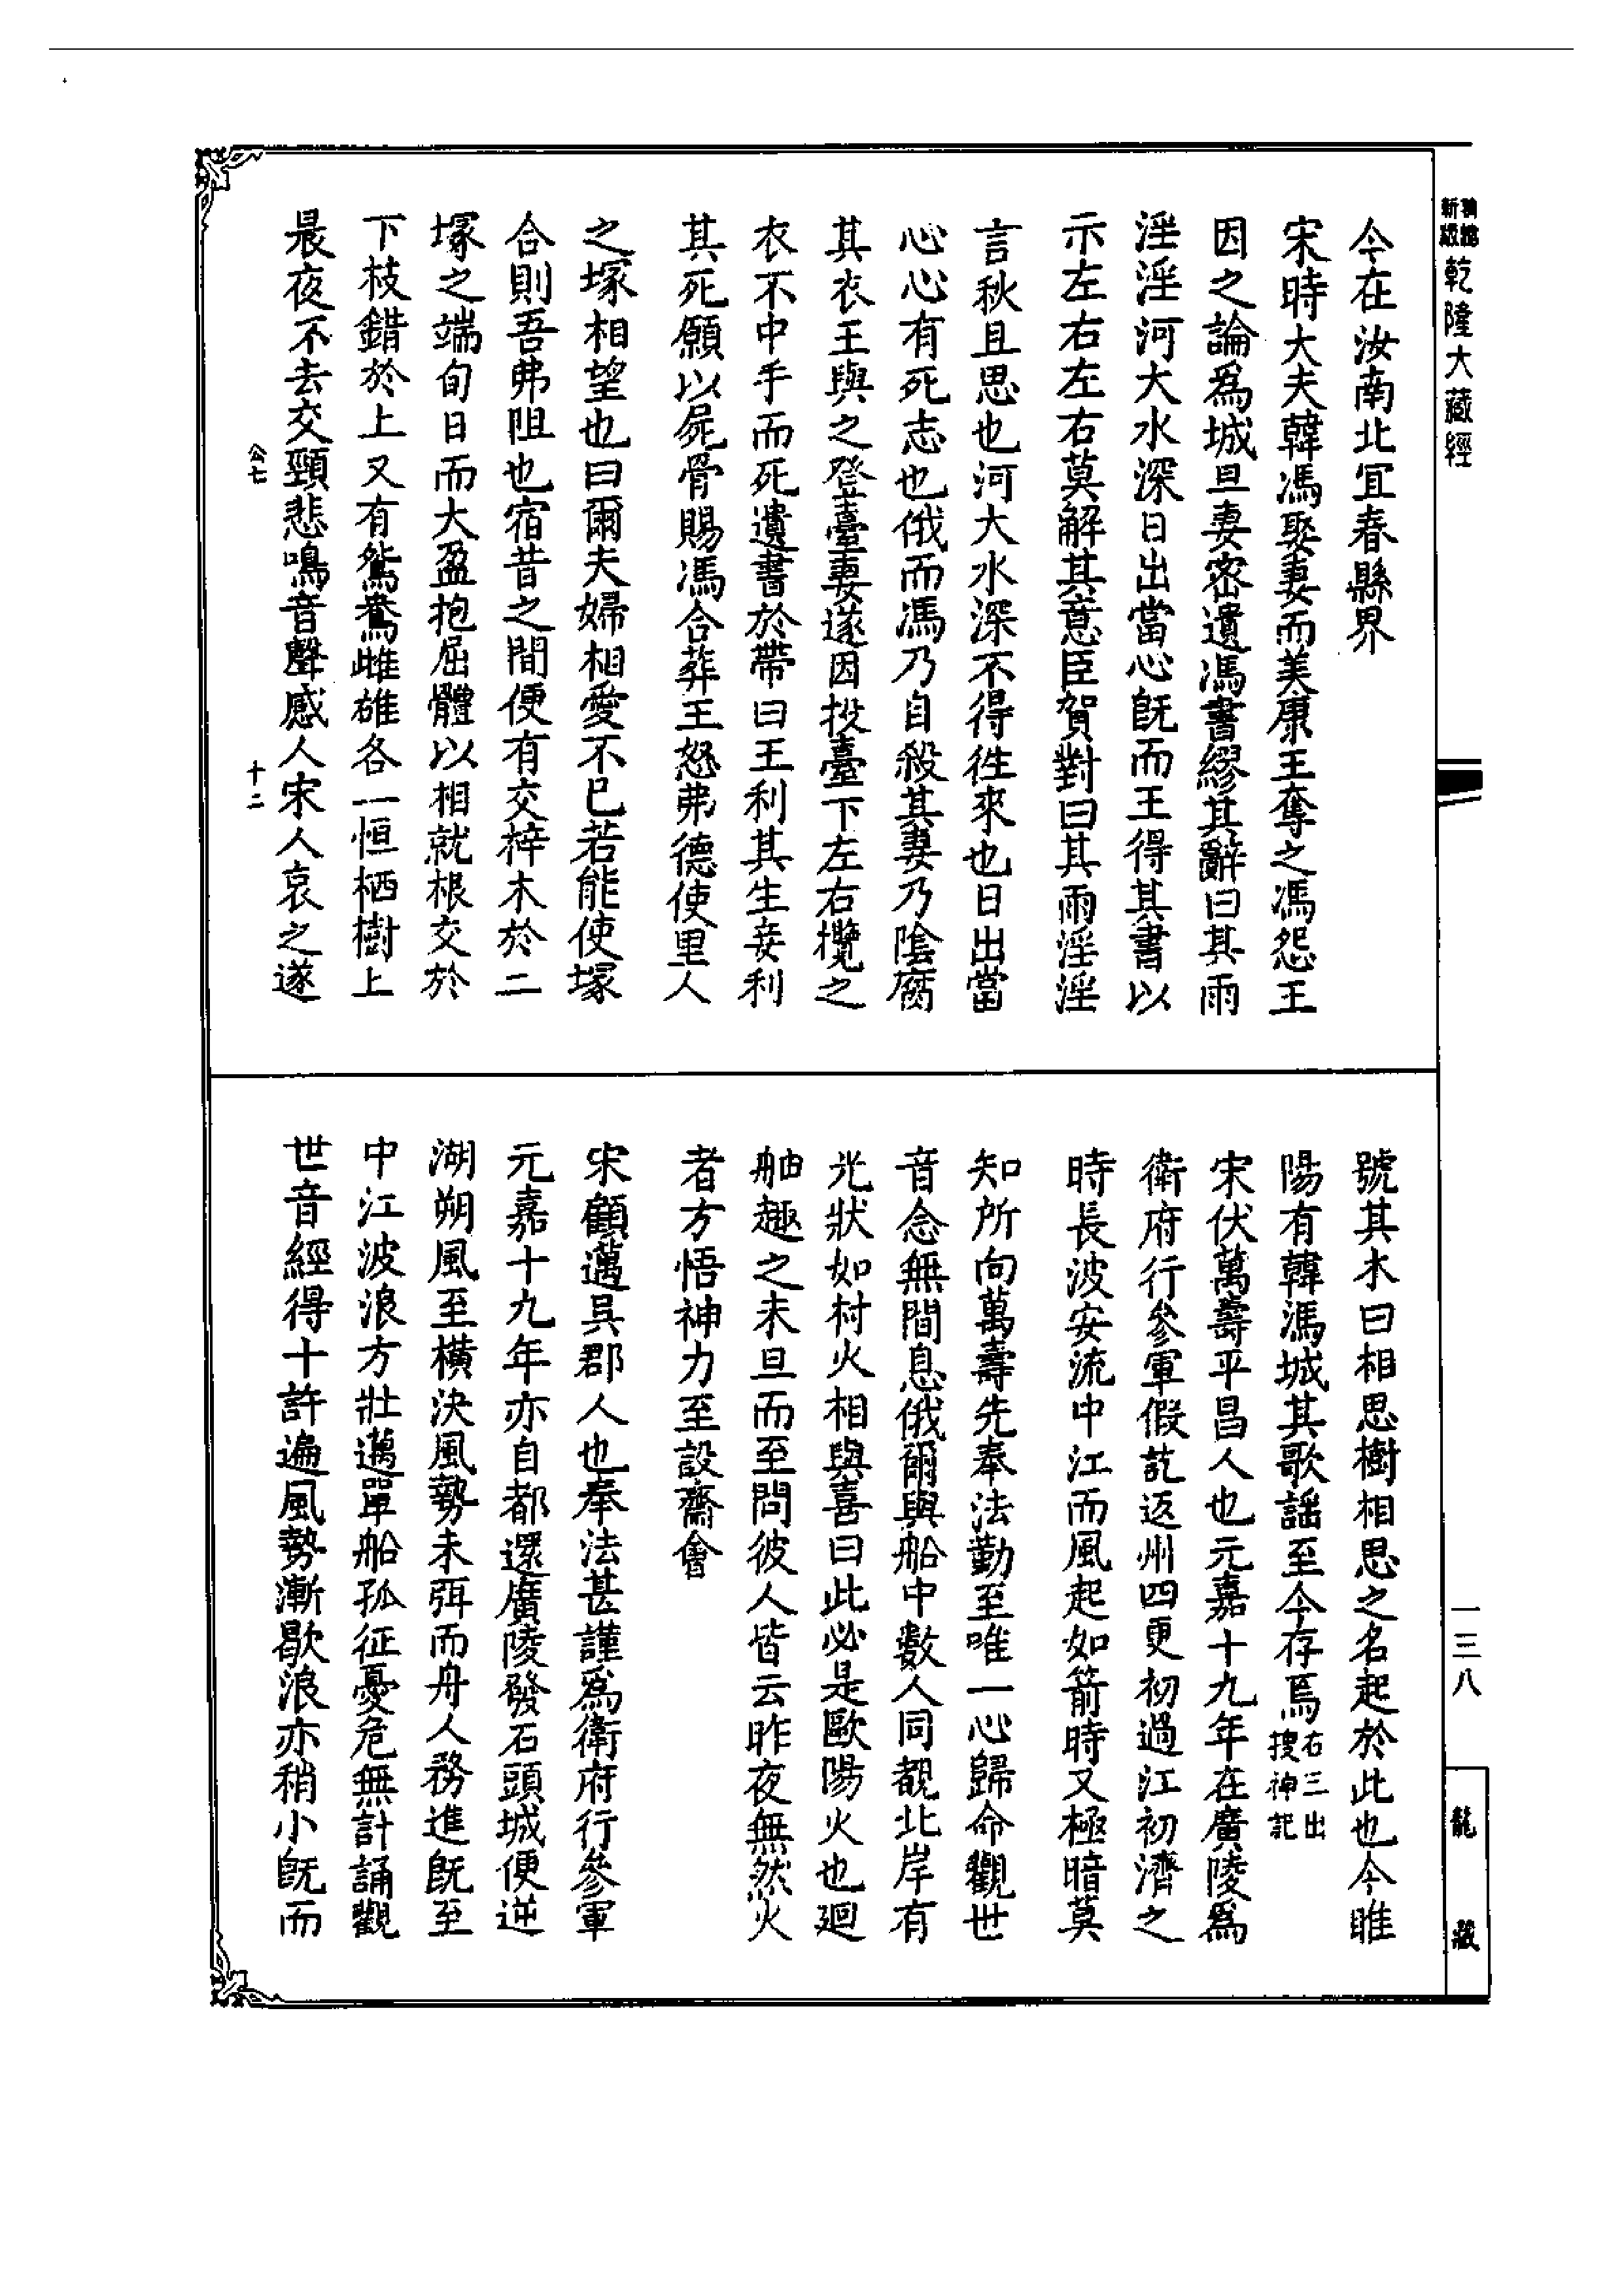 乾隆大藏經
今在汝南北宜春縣界
宋時大夫韓馮娶妻而美康王奪之馮怨王
因之論為城旦妻密遺馮書繆其辭曰其雨
淫淫河大水深日出當心旣而王得其書以
示左右左右莫解其意臣賀對曰其雨淫淫
言秋且思也河大水深不得徃來也日出當
心心有死志也俄而馮乃自殺其妻乃陰腐
其衣王與之登臺妻遂因投臺下左右攬之
衣不中手而死遺書於帶曰王利其生妾利
其死願以屍骨賜馮合葬王怒弗德使里人
之塚相望也曰爾夫婦相愛不已若能使塚
合則吾弗阻也宿昔之間便有交梓木於二
塚之端旬日而大盈抱屈體以相就根交於
下枝錯於上又有鴛鴦雌雄各一恒栖樹上
晨夜不去交頸悲鳴音聲感人宋人哀之遂
公七
十二
號其木曰相思樹相思之名起於此也今睢
陽有韓馮城其歌謠至今存焉右三出搜神記
宋伏萬壽平昌人也元嘉十九年在廣陵為
衛府行參軍假訖返州四更初過江初濟之
時長波安流中江而風起如箭時又極暗莫
知所向萬壽先奉法勤至唯一心歸命觀世
音念無間息俄爾與船中數人同覩北岸有
光狀如村火相與喜曰此必是歐陽火也迴
舳趣之未旦而至問彼人皆云昨夜無然火
者方悟神力至設齋會
宋顧邁吳郡人也奉法甚謹為衛府行參軍
元嘉十九年亦自都還廣陵發石頭城便逆
湖朔風至橫決風勢未弭而舟人務進旣至
中江波浪方壯邁單船孤征憂危無計誦觀
世音經得十許遍風勢漸歇浪亦稍小旣而
一三八
龍藏